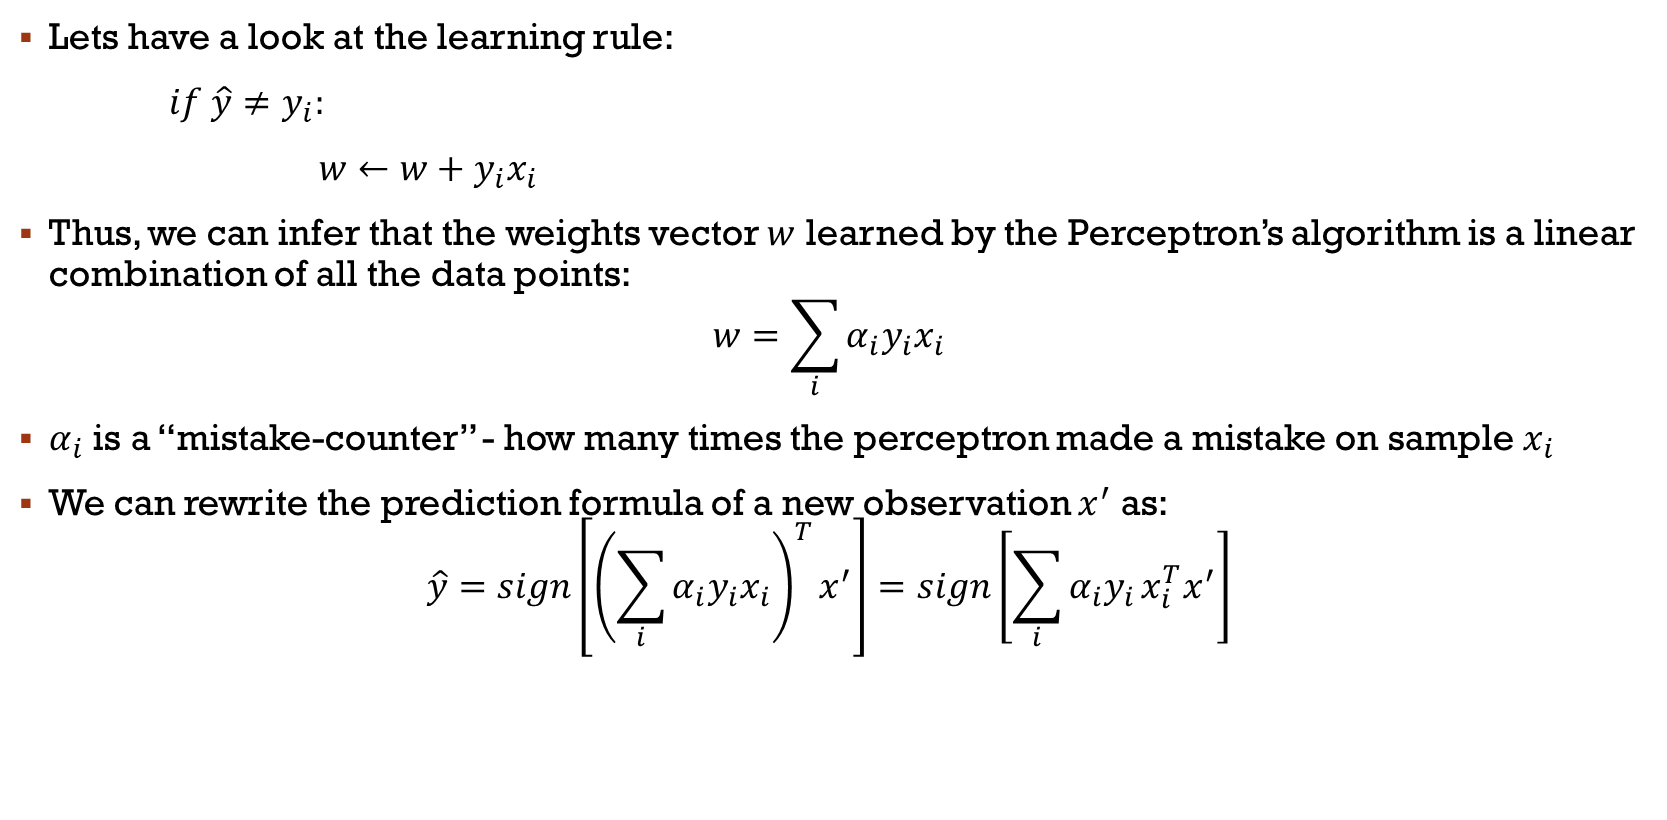 ▪ Lets have a look at the learning rule:
if ŷ ≠ yᵢ:
w ← w + yᵢxᵢ
▪ Thus, we can infer that the weights vector w learned by the Perceptron’s algorithm is a linear
combination of all the data points:
w = ∑ᵢ αᵢyᵢxᵢ
▪ αᵢ is a “mistake-counter” - how many times the perceptron made a mistake on sample xᵢ
▪ We can rewrite the prediction formula of a new observation x′ as:
ŷ = sign[(∑ᵢ αᵢyᵢxᵢ)ᵀ x′] = sign[∑ᵢ αᵢyᵢ xᵢᵀx′]